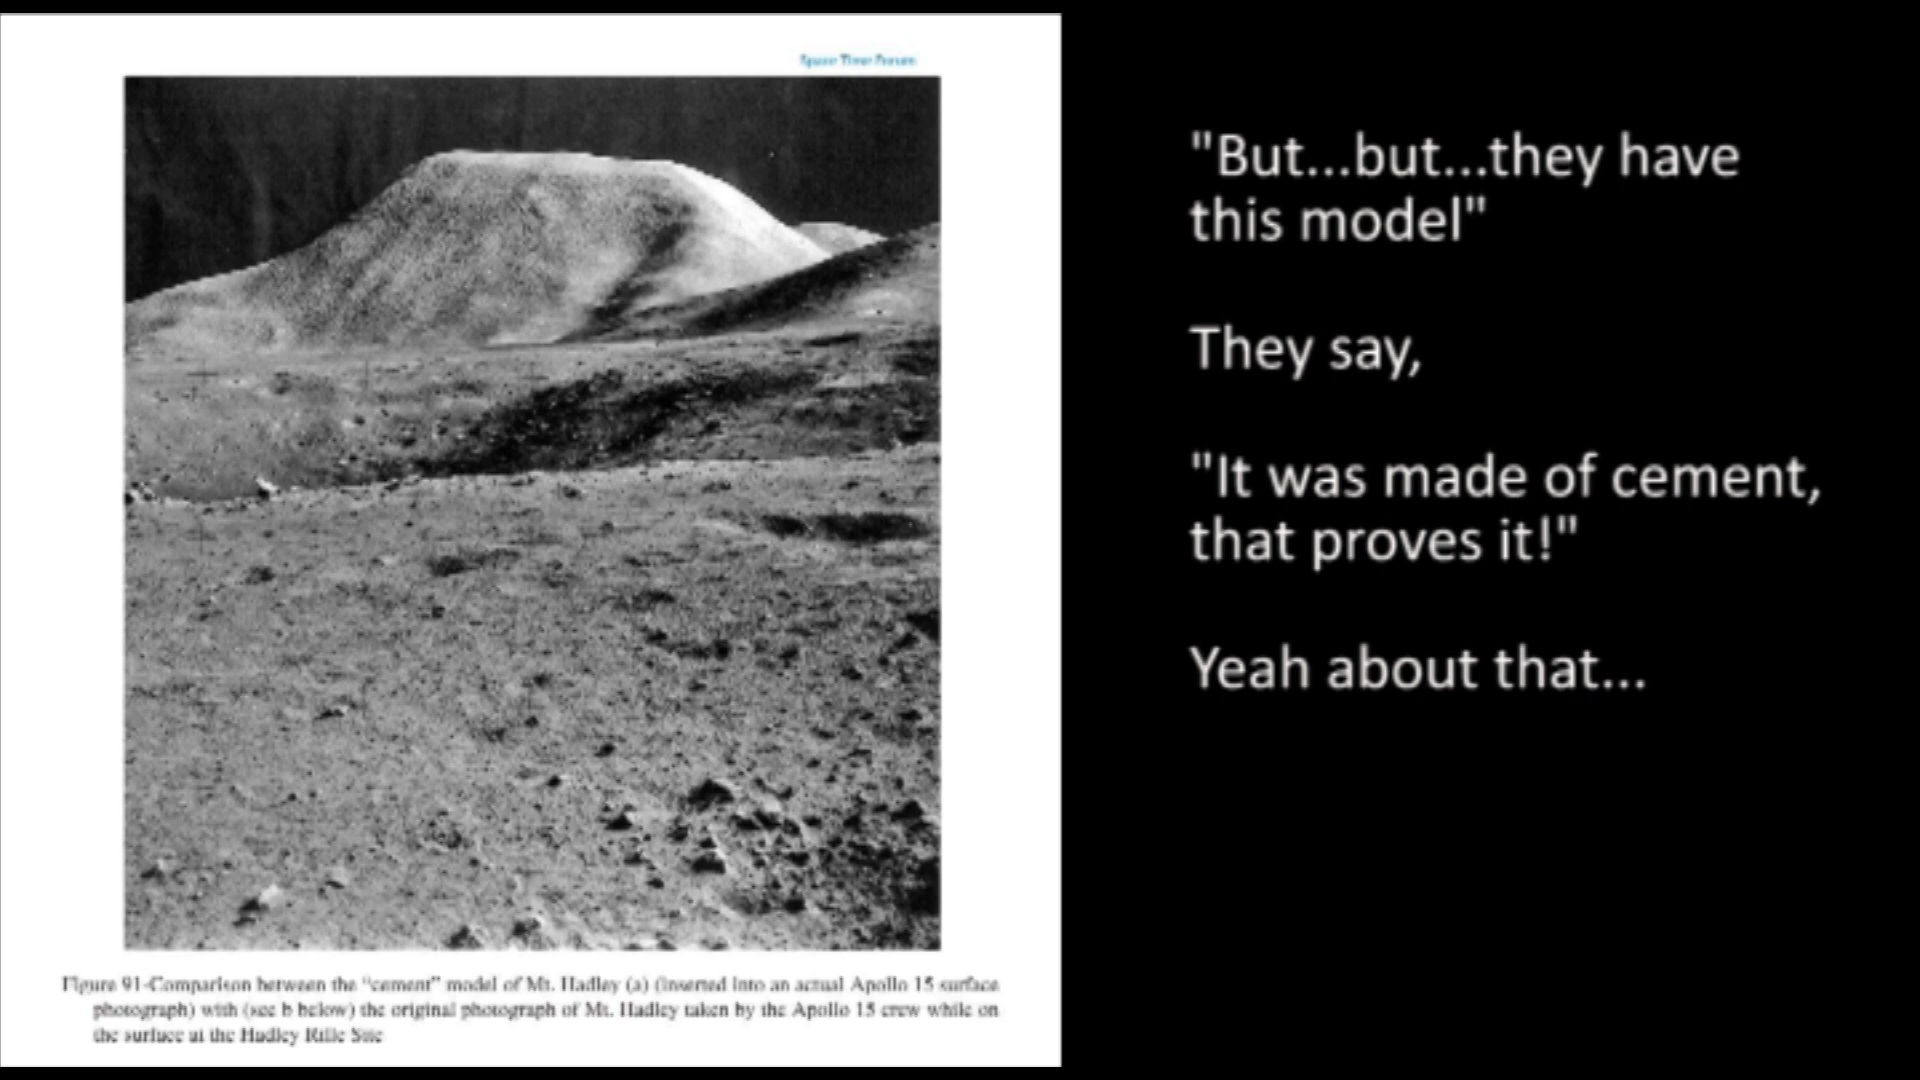 Space Time Forum
"But...but...they have
this model"
They say,
"It was made of cement,
that proves it!"
Yeah about that...
Figure 91-Comparison between the "cement" model of Mt. Hadley (a) (inserted into an actual Apollo 15 surface
photograph) with (see b below) the original photograph of Mt. Hadley taken by the Apollo 15 crew while on
the surface at the Hadley Rille Site